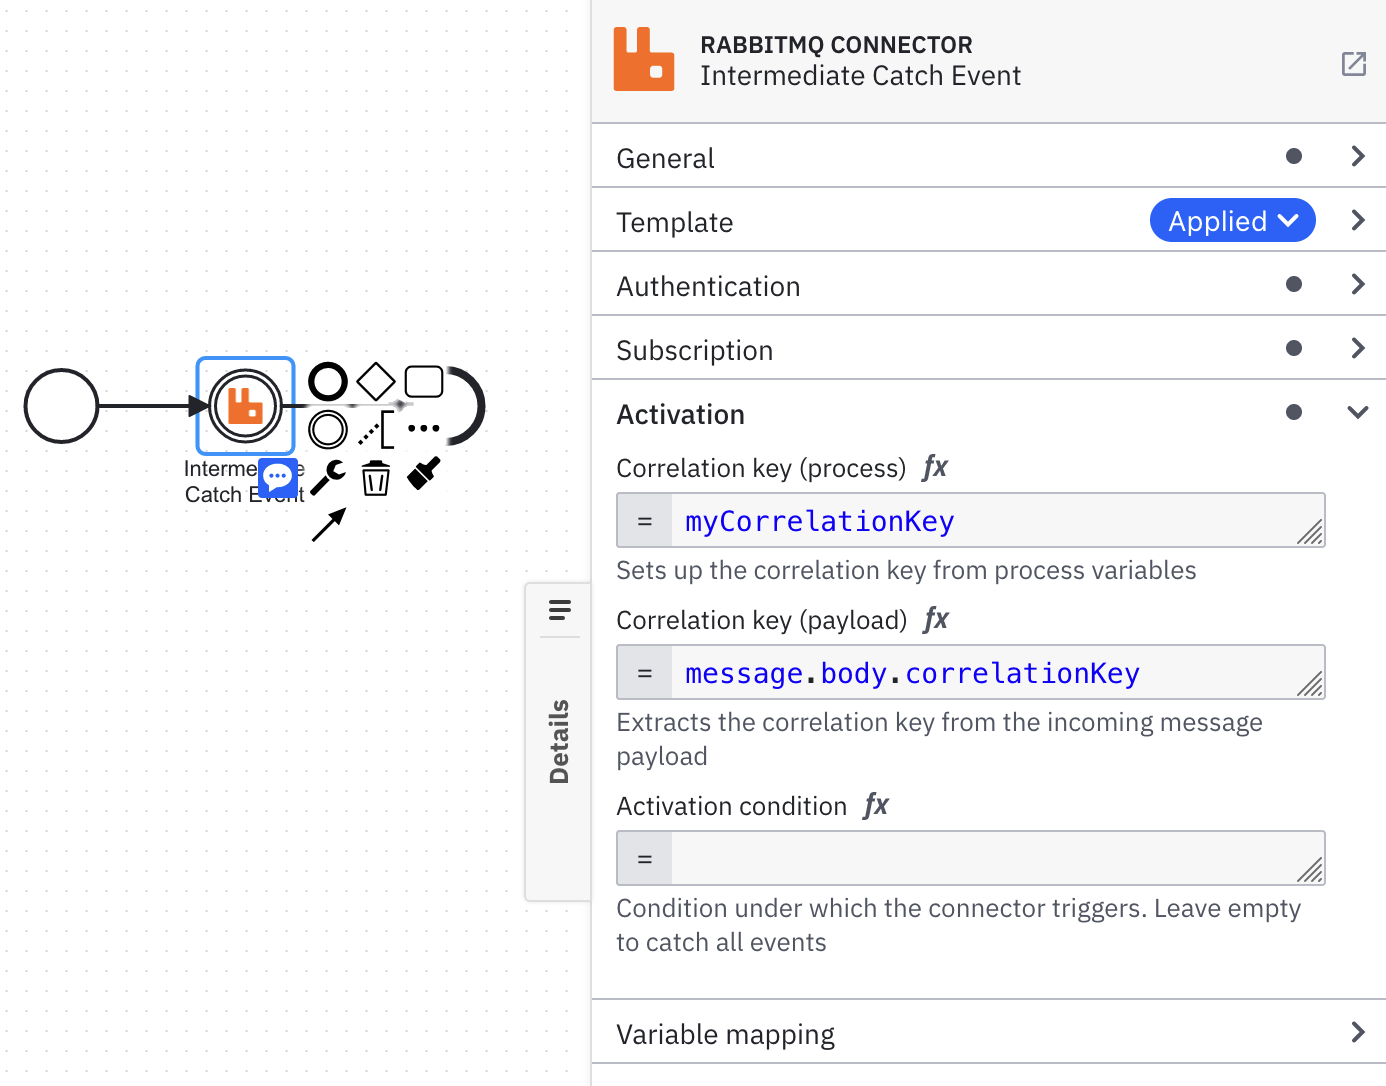 RABBITMQ CONNECTOR
Intermediate Catch Event
General
Template
Applied
Authentication
Subscription
Activation
Correlation key (process) fx
= myCorrelationKey
Sets up the correlation key from process variables
Correlation key (payload) fx
= message.body.correlationKey
Extracts the correlation key from the incoming message
payload
Activation condition fx
=
Condition under which the connector triggers. Leave empty
to catch all events
Variable mapping
Details
Catch